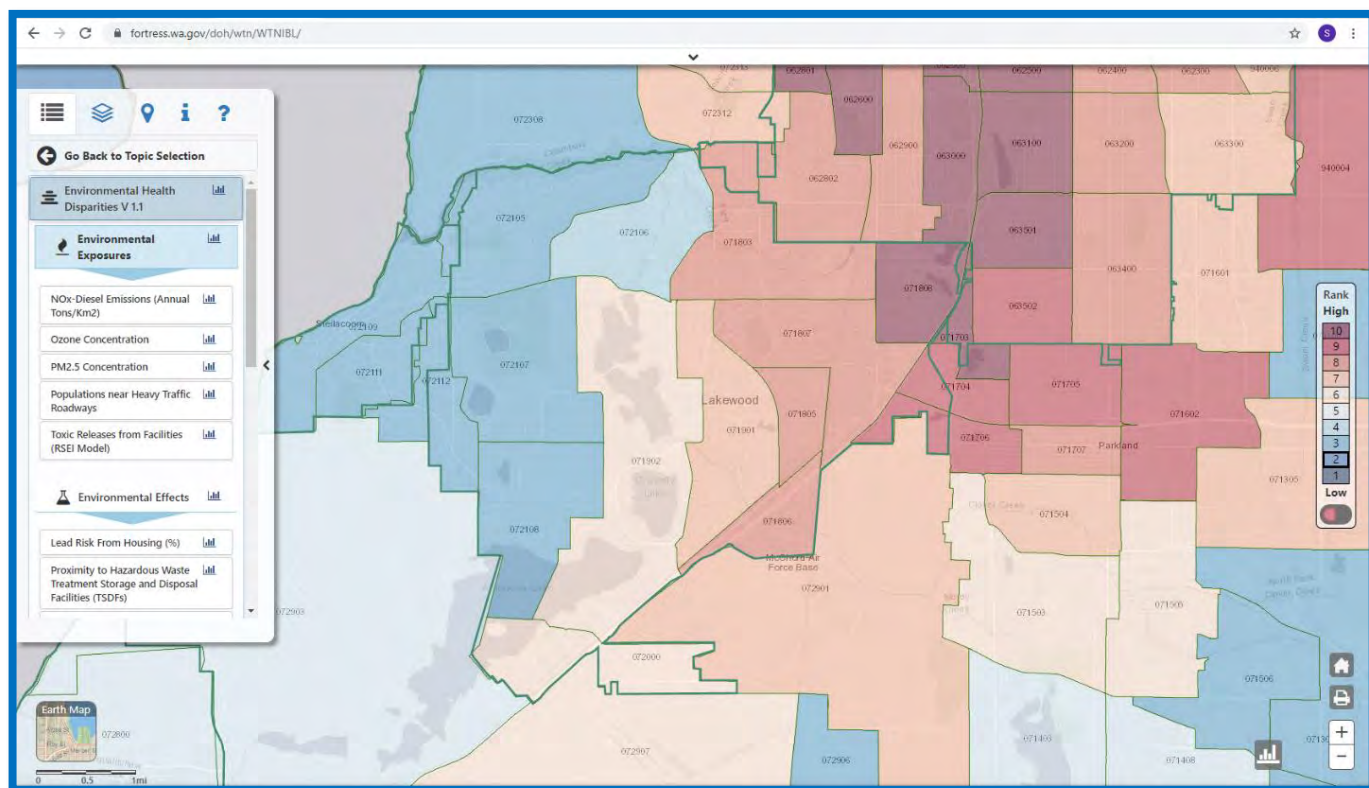 fortress.wa.gov/doh/wtn/WTNIBL/
S
Go Back to Topic Selection
Environmental Health
Disparities V 1.1
Environmental
Exposures
NOx-Diesel Emissions (Annual
Tons/Km2)
Ozone Concentration
PM2.5 Concentration
Populations near Heavy Traffic
Roadways
Toxic Releases from Facilities
(RSEI Model)
Environmental Effects
Lead Risk From Housing (%)
Proximity to Hazardous Waste
Treatment Storage and Disposal
Facilities (TSDFs)
Earth Map
0 0.5 1mi
062801
062500
062400
062300
940006
062600
072308
072312
062900
063000
063100
063200
063300
940004
062802
072105
072106
071803
063501
063400
071601
071808
063502
Steilacoom
072109
071807
071703
072111
072112
072107
Lakewood
071805
071704
071705
071602
071901
071706
071707
Parkland
071902
071305
072108
071806
071504
McChord Air
Force Base
072901
072903
071503
071505
072000
071506
072800
072907
072906
071403
071408
Rank
High
10
9
8
7
6
5
4
3
2
1
Low